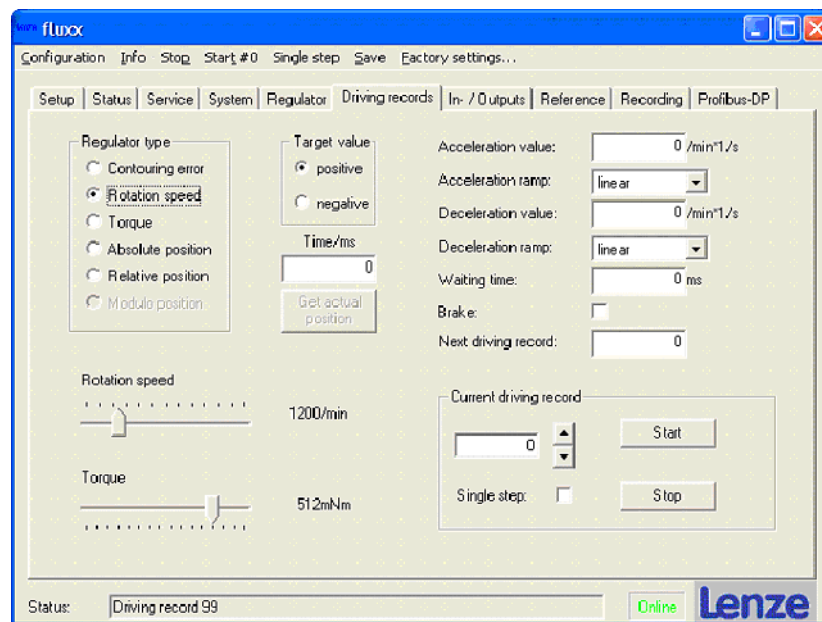 fluxx
Configuration Info Stop Start #0 Single step Save Factory settings...
Setup Status Service System Regulator Driving records In- / Outputs Reference Recording Profibus-DP
Regulator type
Contouring error
Rotation speed
Torque
Absolute position
Relative position
Modulo position
Target value
positive
negalive
Time/ms
0
Get actual
position
Acceleration value: 0 /min*1/s
Acceleration ramp: linear
Deceleration value: 0 /min*1/s
Deceleration ramp: linear
Waiting time: 0 ms
Brake:
Next driving record: 0
Rotation speed
1200/min
Torque
512mNm
Current driving record
0
Start
Single step:
Stop
Status: Driving record 99
Online
Lenze